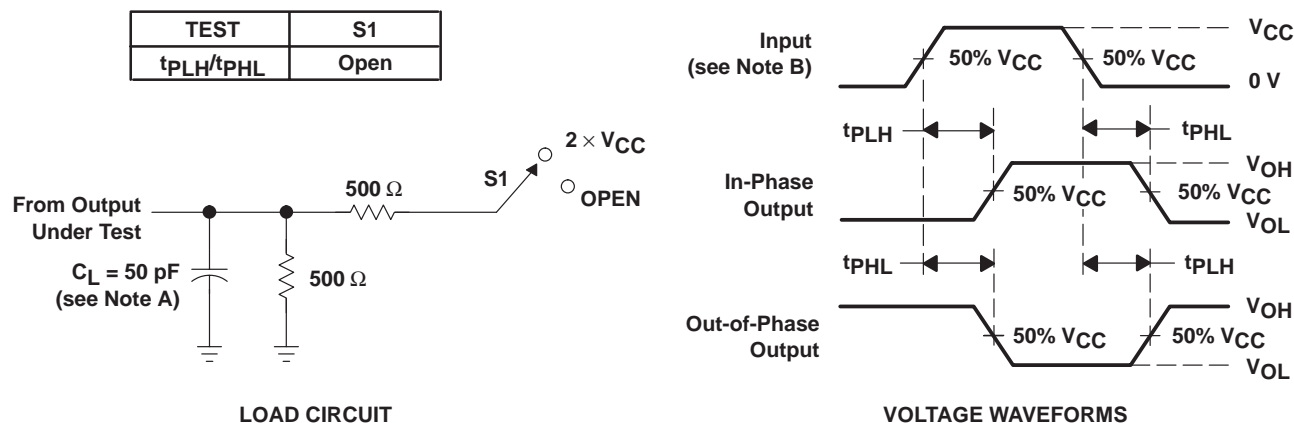 TEST S1
tPLH/tPHL Open
From Output
Under Test
CL = 50 pF
(see Note A)
500 Ω
500 Ω
S1
2 × VCC
OPEN
LOAD CIRCUIT
Input
(see Note B)
50% VCC
50% VCC
VCC
0 V
tPLH
tPHL
In-Phase
Output
50% VCC
50% VCC
VOH
VOL
tPHL
tPLH
Out-of-Phase
Output
50% VCC
50% VCC
VOH
VOL
VOLTAGE WAVEFORMS